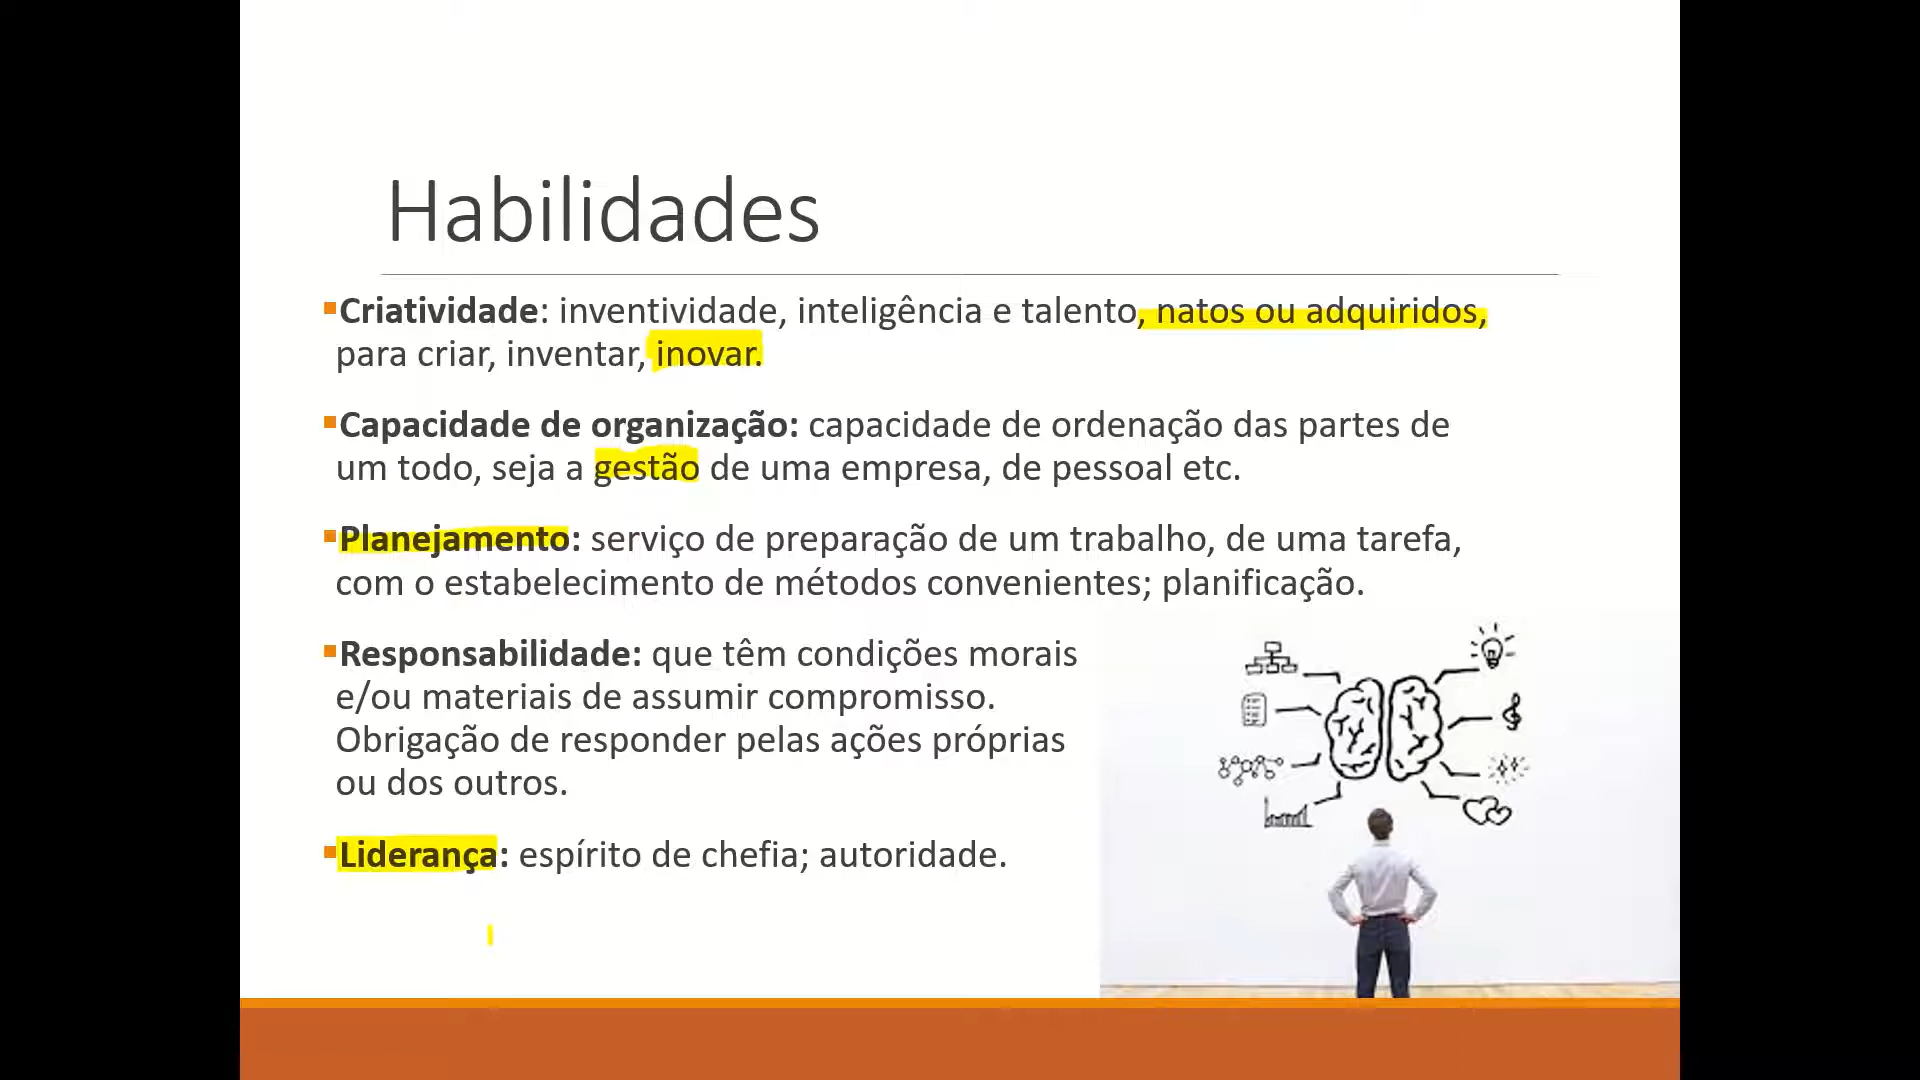 Habilidades
Criatividade: inventividade, inteligência e talento, natos ou adquiridos,
para criar, inventar, inovar.
Capacidade de organização: capacidade de ordenação das partes de
um todo, seja a gestão de uma empresa, de pessoal etc.
Planejamento: serviço de preparação de um trabalho, de uma tarefa,
com o estabelecimento de métodos convenientes; planificação.
Responsabilidade: que têm condições morais
e/ou materiais de assumir compromisso.
Obrigação de responder pelas ações próprias
ou dos outros.
Liderança: espírito de chefia; autoridade.